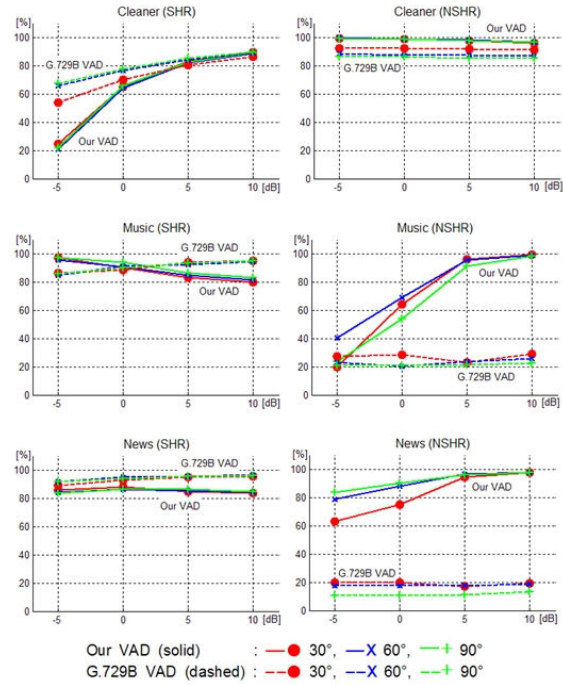 Cleaner (SHR)
[%]
100
80
60
40
20
0
-5 0 5 10 [dB]
G.729B VAD
Our VAD
Cleaner (NSHR)
[%]
100
80
60
40
20
0
-5 0 5 10 [dB]
Our VAD
G.729B VAD
Music (SHR)
[%]
100
80
60
40
20
0
-5 0 5 10 [dB]
G.729B VAD
Our VAD
Music (NSHR)
[%]
100
80
60
40
20
0
-5 0 5 10 [dB]
Our VAD
G.729B VAD
News (SHR)
[%]
100
80
60
40
20
0
-5 0 5 10 [dB]
G.729B VAD
Our VAD
News (NSHR)
[%]
100
80
60
40
20
0
-5 0 5 10 [dB]
Our VAD
G.729B VAD
Our VAD (solid) : 30°, 60°, 90°
G.729B VAD (dashed) : 30°, 60°, 90°